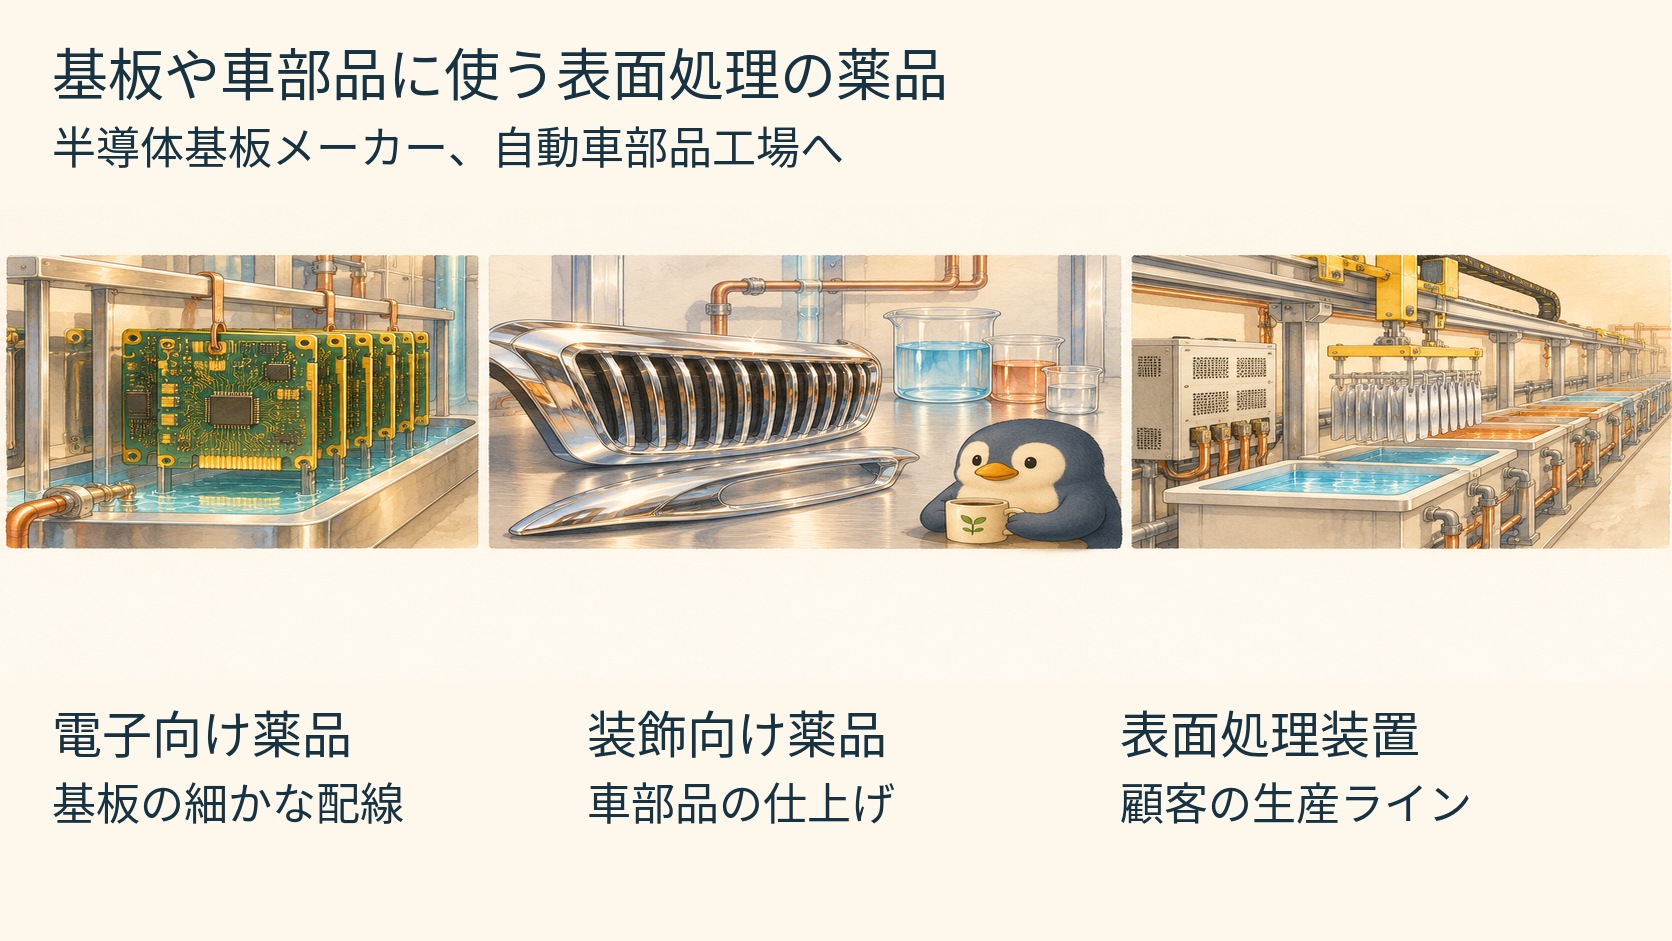 基板や車部品に使う表面処理の薬品
半導体基板メーカー、自動車部品工場へ
電子向け薬品
基板の細かな配線
装飾向け薬品
車部品の仕上げ
表面処理装置
顧客の生産ライン